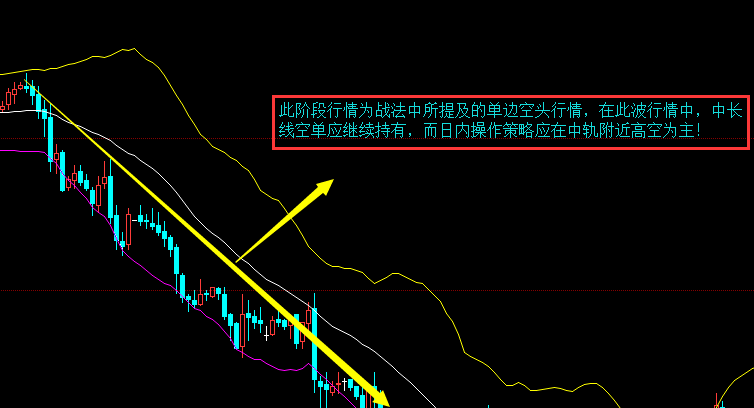 此阶段行情为战法中所提及的单边空头行情，在此波行情中，中长
线空单应继续持有，而日内操作策略应在中轨附近高空为主！